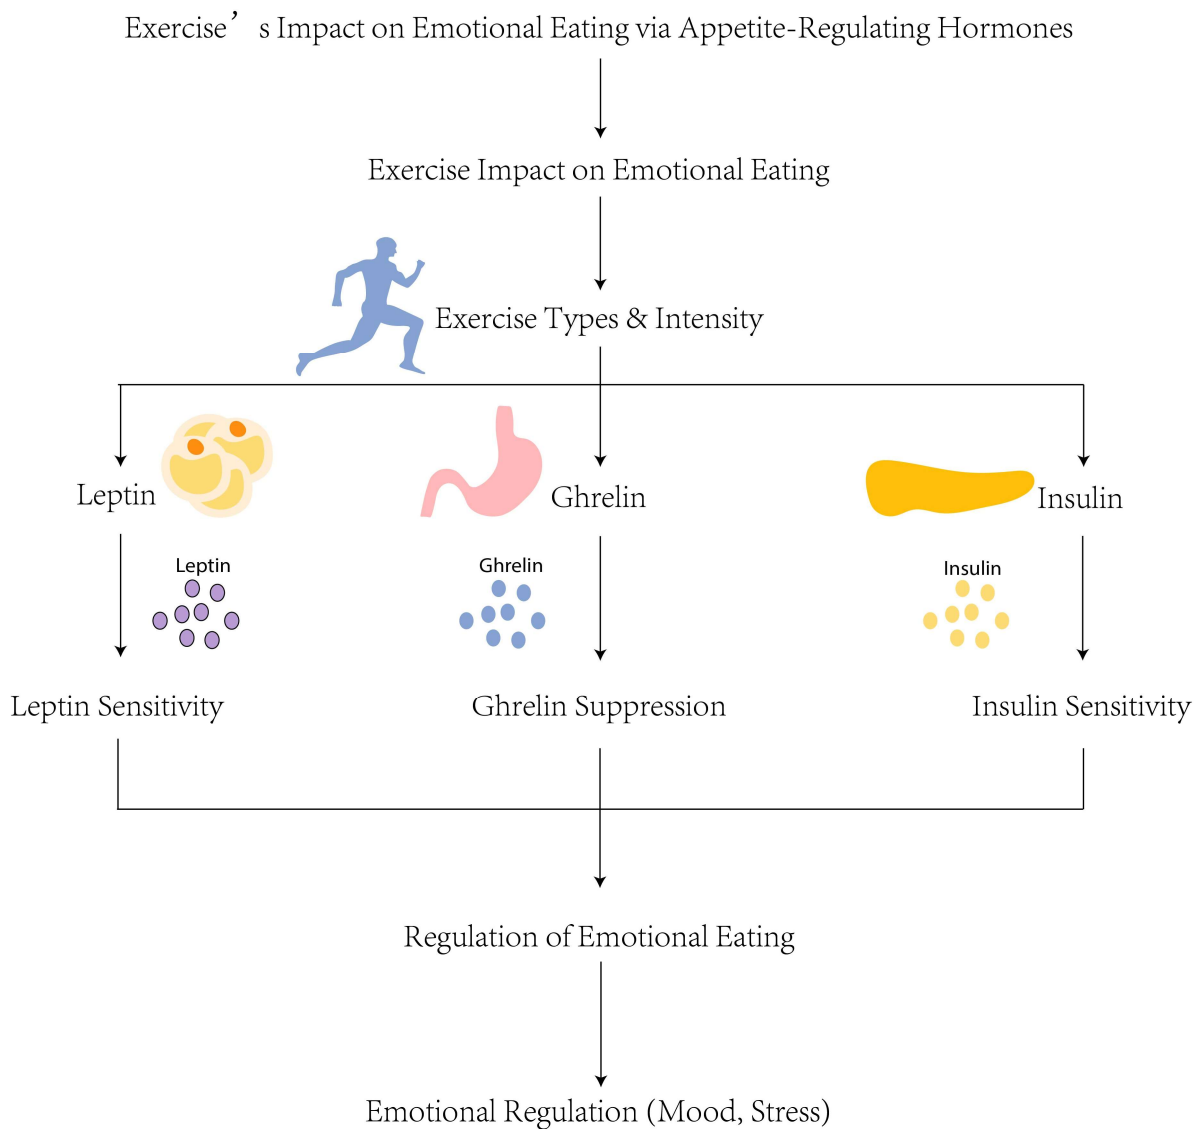 Exercise’ s Impact on Emotional Eating via Appetite-Regulating Hormones
Exercise Impact on Emotional Eating
Exercise Types & Intensity
Leptin
Ghrelin
Insulin
Leptin
Ghrelin
Insulin
Leptin Sensitivity
Ghrelin Suppression
Insulin Sensitivity
Regulation of Emotional Eating
Emotional Regulation (Mood, Stress)